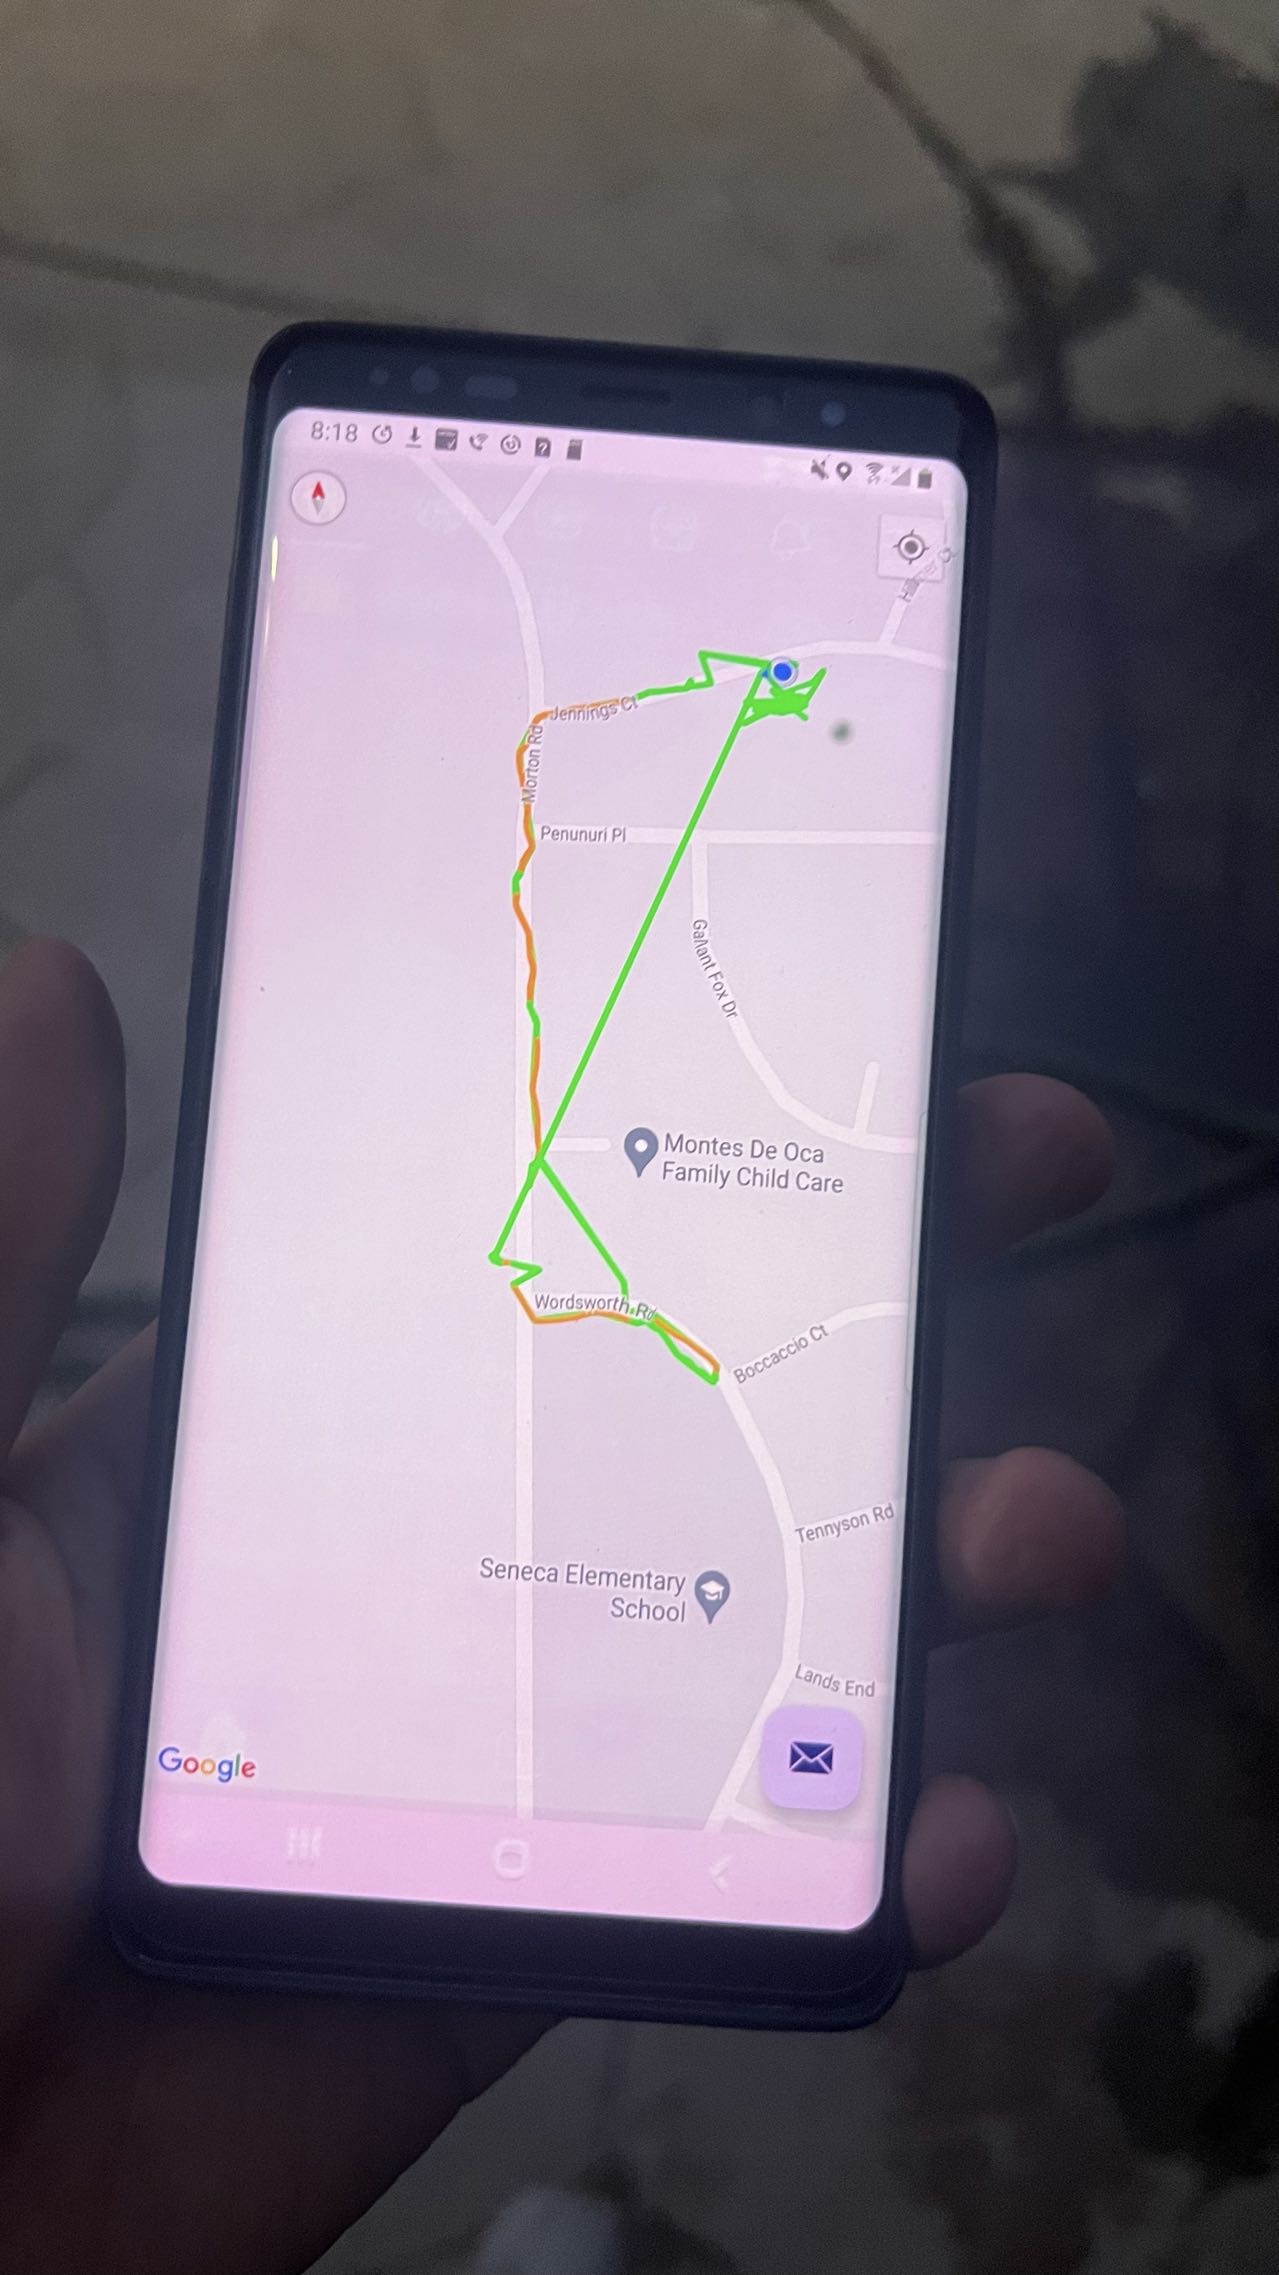 8:18
Jennings Ct
Morton Rd
Penunuri Pl
Gallant Fox Dr
Montes De Oca
Family Child Care
Wordsworth Rd
Boccaccio Ct
Tennyson Rd
Seneca Elementary
School
Lands End
Google